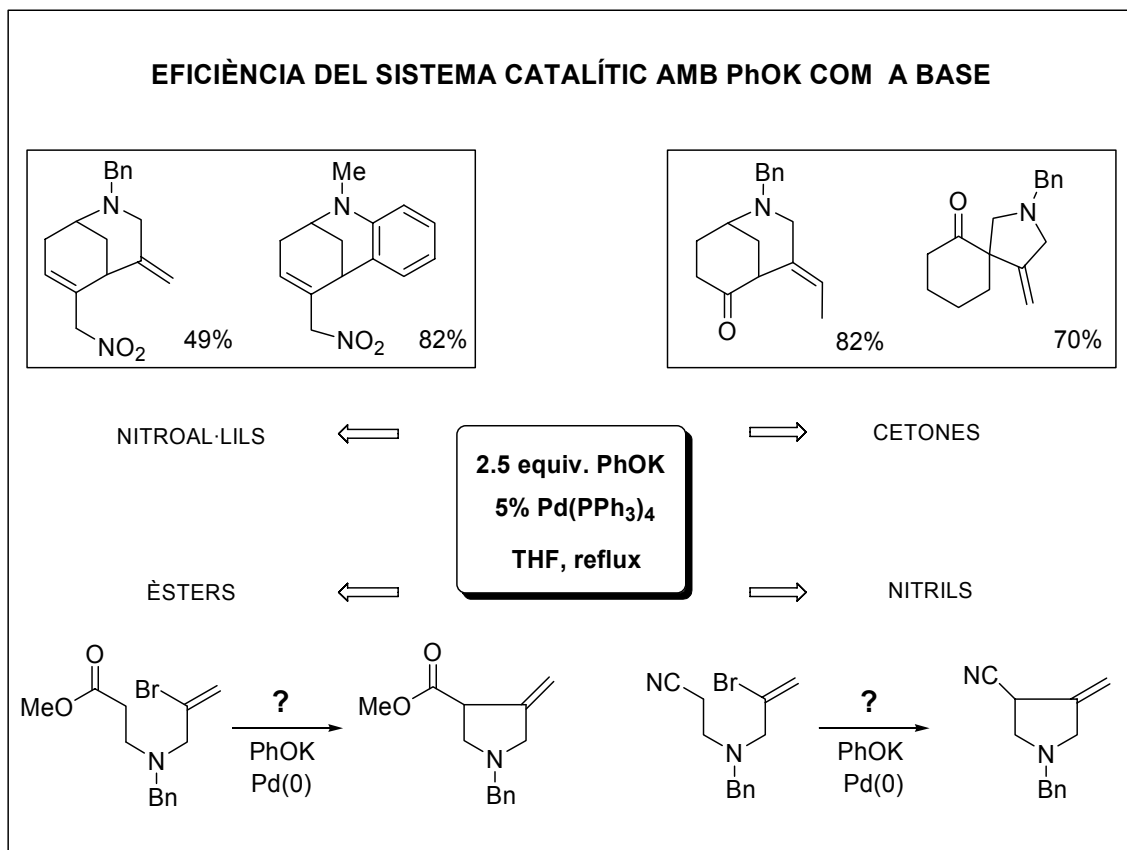 EFICIÈNCIA DEL SISTEMA CATALÍTIC AMB PhOK COM A BASE
Bn
N
NO2
49%
Me
N
NO2
82%
Bn
N
O
82%
O
Bn
N
70%
NITROAL·LILS
CETONES
2.5 equiv. PhOK
5% Pd(PPh3)4
THF, reflux
ÈSTERS
NITRILS
O
MeO
Br
N
Bn
?
PhOK
Pd(0)
O
MeO
N
Bn
NC
Br
N
Bn
?
PhOK
Pd(0)
NC
N
Bn